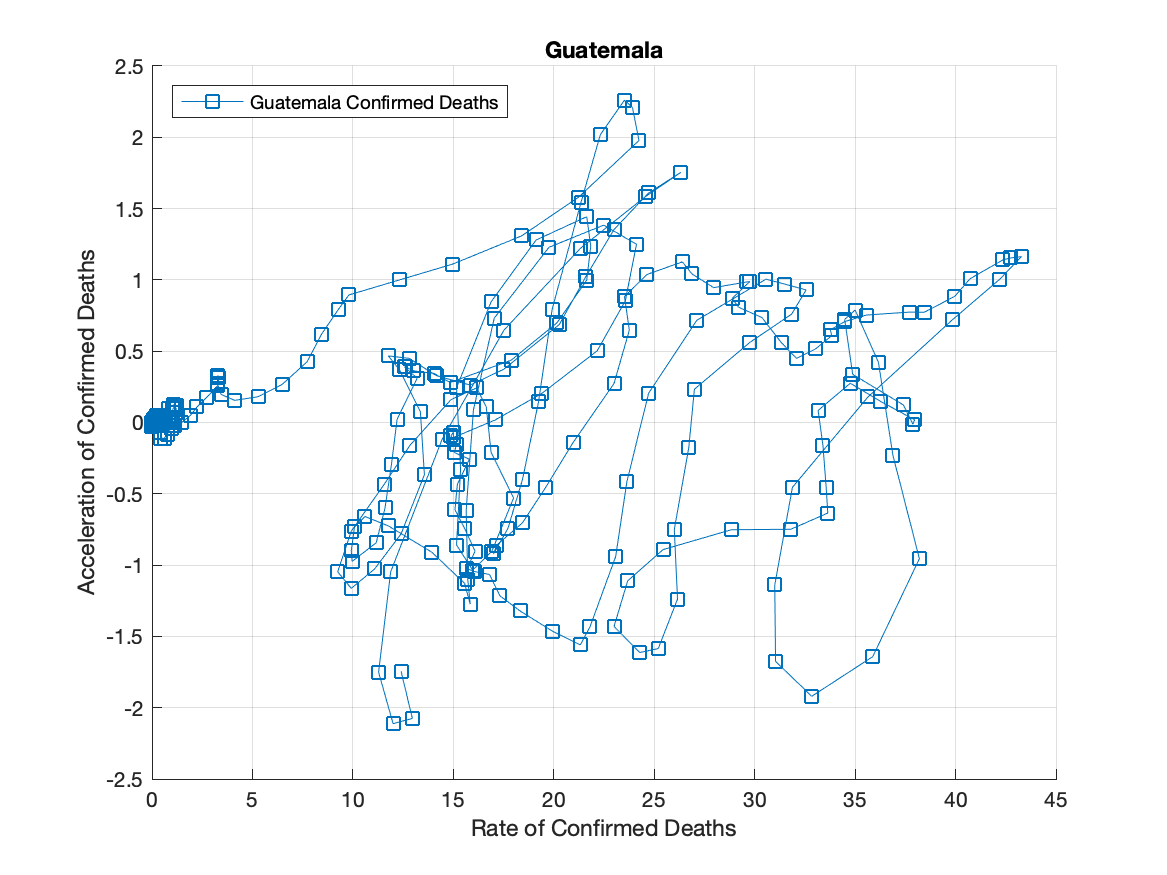 Guatemala
Guatemala Confirmed Deaths
Acceleration of Confirmed Deaths
2.5
2
1.5
1
0.5
0
-0.5
-1
-1.5
-2
-2.5
0 5 10 15 20 25 30 35 40 45
Rate of Confirmed Deaths